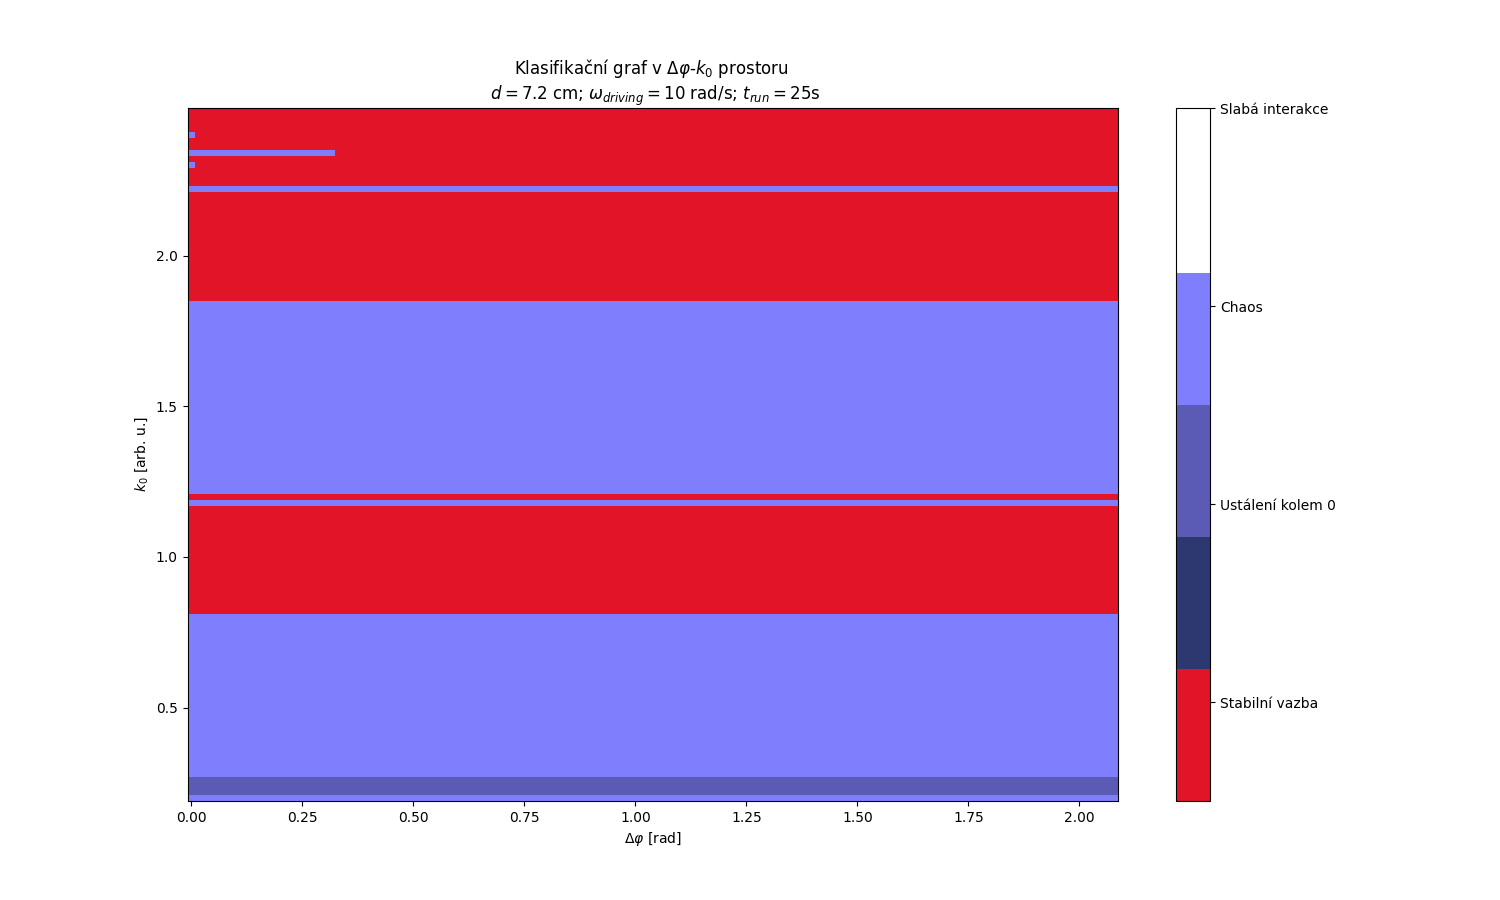 Klasifikační graf v Δφ-k₀ prostoru
d = 7.2 cm; ω_driving = 10 rad/s; t_run = 25s
Slabá interakce
Chaos
Ustálení kolem 0
Stabilní vazba
k₀ [arb. u.]
2.0
1.5
1.0
0.5
0.00 0.25 0.50 0.75 1.00 1.25 1.50 1.75 2.00
Δφ [rad]